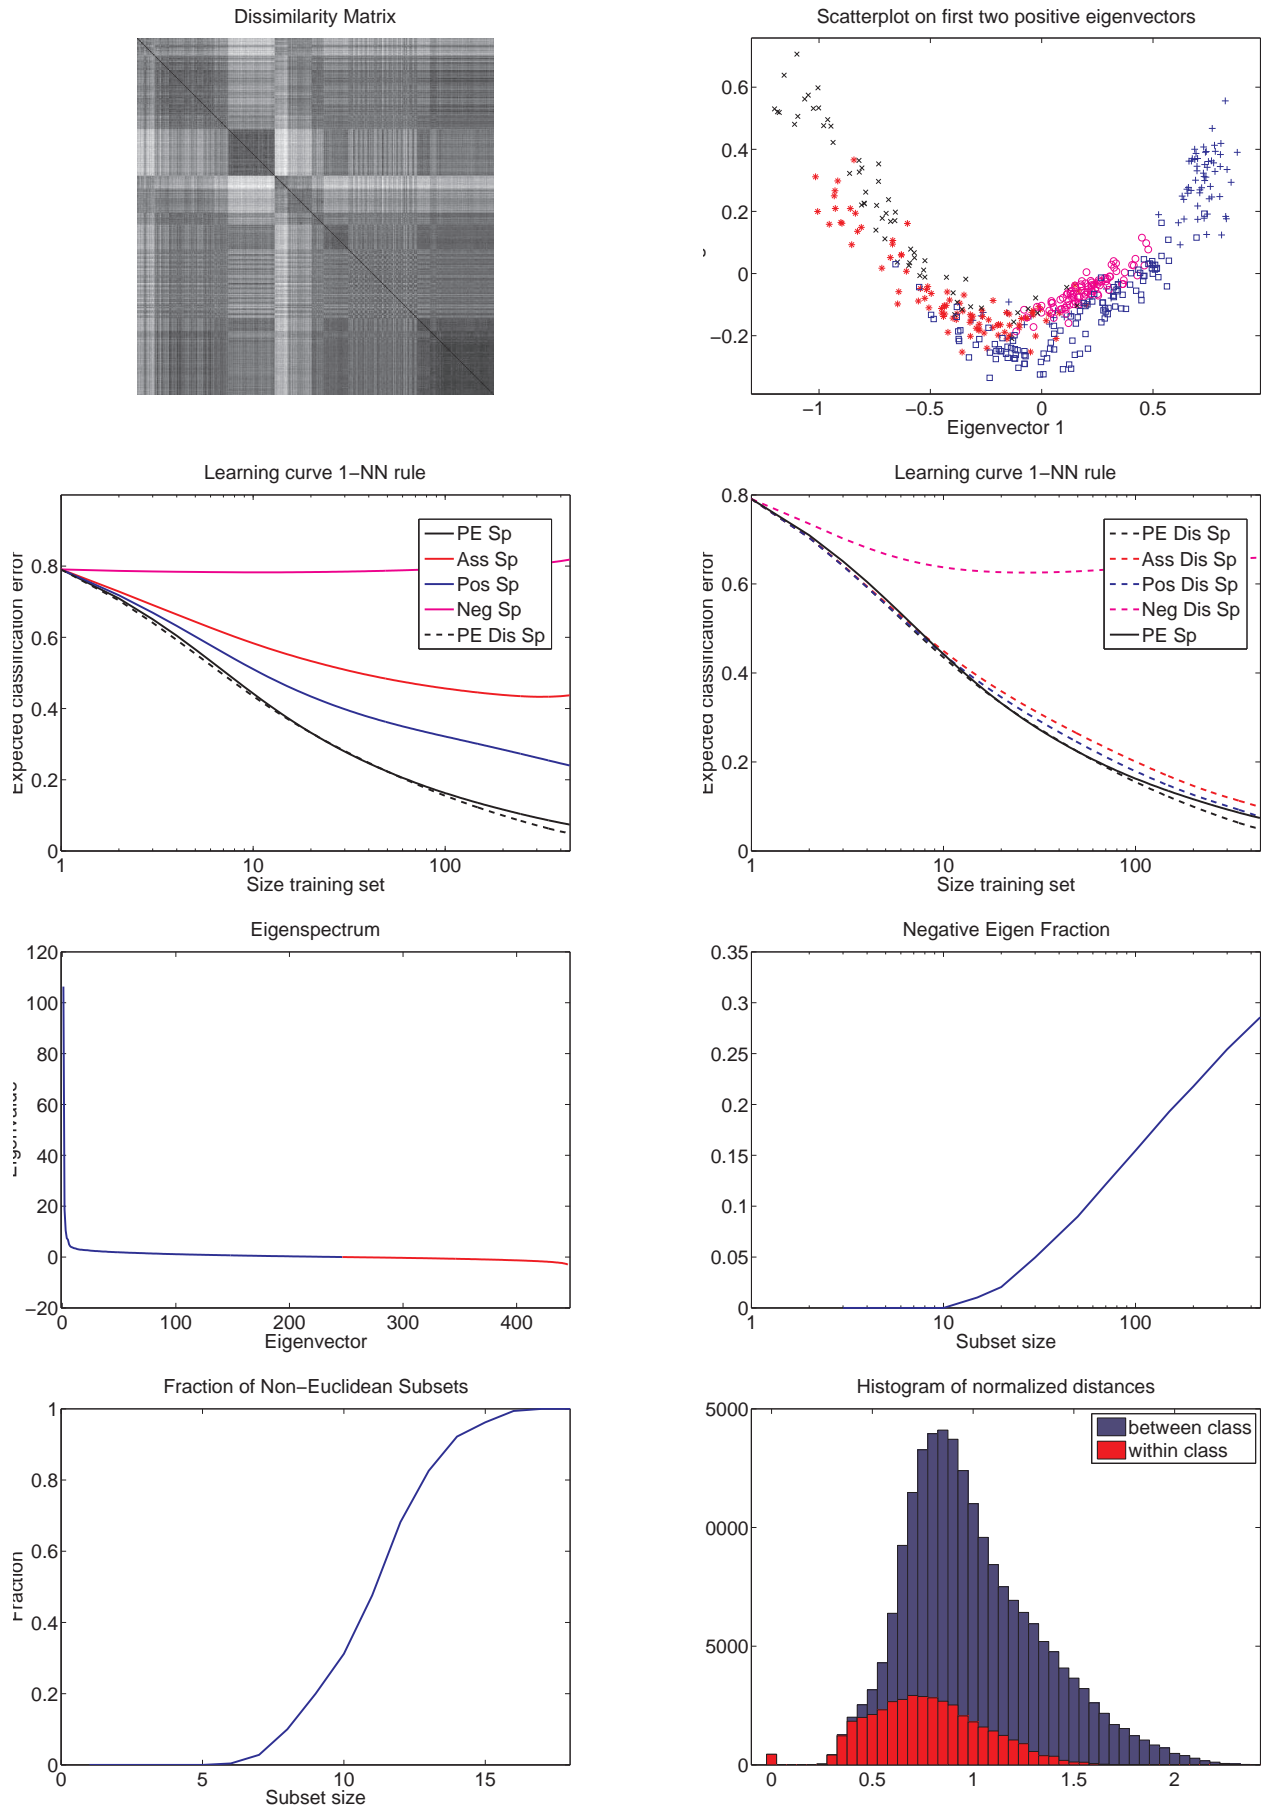 Dissimilarity Matrix
Scatterplot on first two positive eigenvectors
0.6
0.4
0.2
0
−0.2
−1
−0.5
0
0.5
Eigenvector 1
Learning curve 1−NN rule
0.8
0.6
0.4
0.2
0
Expected classification error
PE Sp
Ass Sp
Pos Sp
Neg Sp
PE Dis Sp
1
10
100
Size training set
Learning curve 1−NN rule
0.8
0.6
0.4
0.2
0
Expected classification error
PE Dis Sp
Ass Dis Sp
Pos Dis Sp
Neg Dis Sp
PE Sp
1
10
100
Size training set
Eigenspectrum
120
100
80
60
40
20
0
−20
Eigenvalue
0
100
200
300
400
Eigenvector
Negative Eigen Fraction
0.35
0.3
0.25
0.2
0.15
0.1
0.05
0
1
10
100
Subset size
Fraction of Non−Euclidean Subsets
1
0.8
0.6
0.4
0.2
0
Fraction
0
5
10
15
Subset size
Histogram of normalized distances
5000
0000
5000
0
between class
within class
0
0.5
1
1.5
2